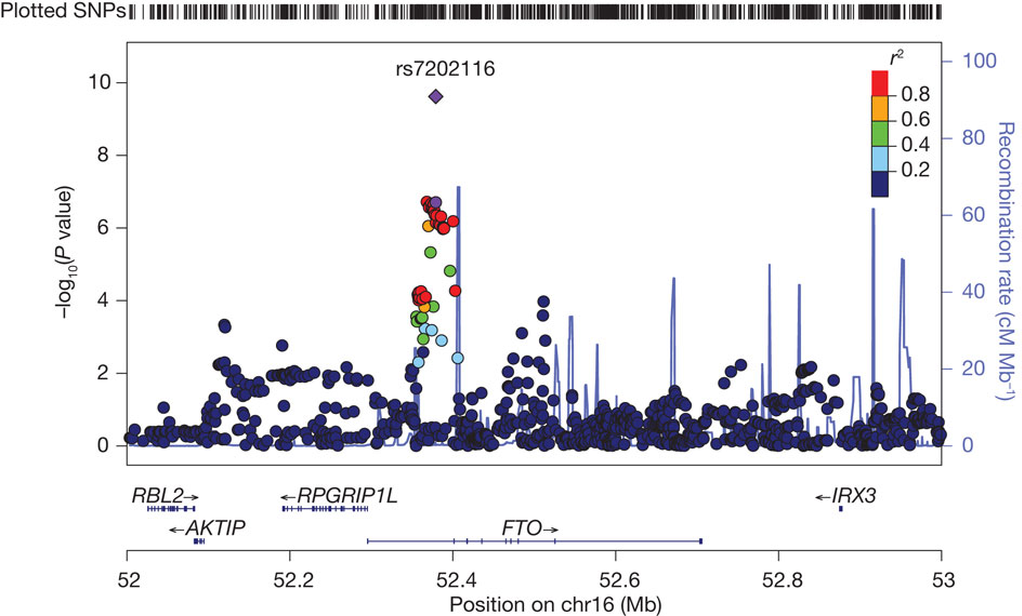 Plotted SNPs
rs7202116
r²
0.8
0.6
0.4
0.2
10
8
6
4
2
0
–log₁₀(P value)
100
80
60
40
20
0
Recombination rate (cM Mb⁻¹)
RBL2→
←RPGRIP1L
←IRX3
←AKTIP
FTO→
52
52.2
52.4
52.6
52.8
53
Position on chr16 (Mb)